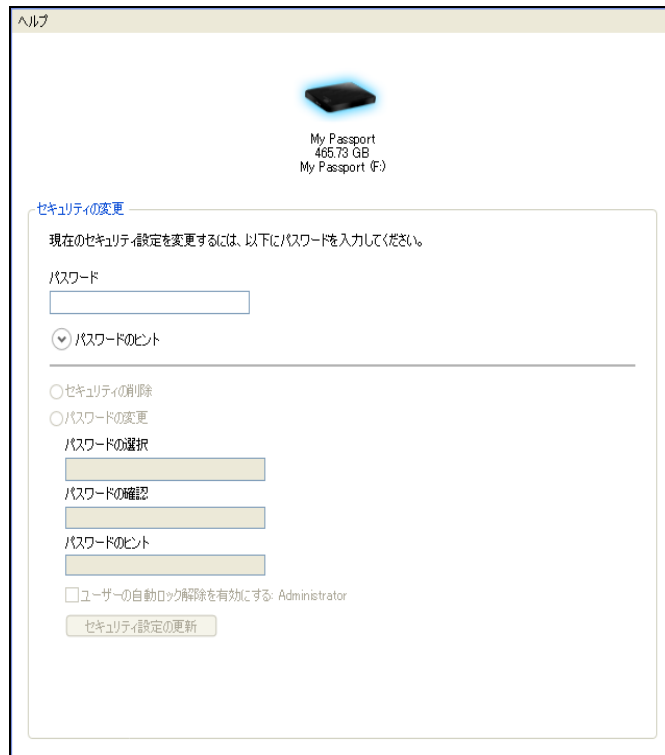 ヘルプ
My Passport
465.73 GB
My Passport (F:)
セキュリティの変更
現在のセキュリティ設定を変更するには、以下にパスワードを入力してください。
パスワード
パスワードのヒント
セキュリティの削除
パスワードの変更
パスワードの選択
パスワードの確認
パスワードのヒント
ユーザーの自動ロック解除を有効にする: Administrator
セキュリティ設定の更新